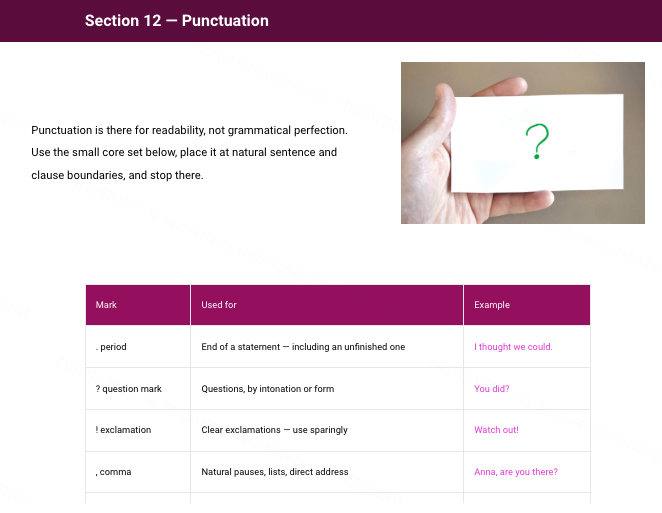 Section 12 — Punctuation
Punctuation is there for readability, not grammatical perfection.
Use the small core set below, place it at natural sentence and
clause boundaries, and stop there.
?
Mark Used for Example
. period End of a statement — including an unfinished one I thought we could.
? question mark Questions, by intonation or form You did?
! exclamation Clear exclamations — use sparingly Watch out!
, comma Natural pauses, lists, direct address Anna, are you there?